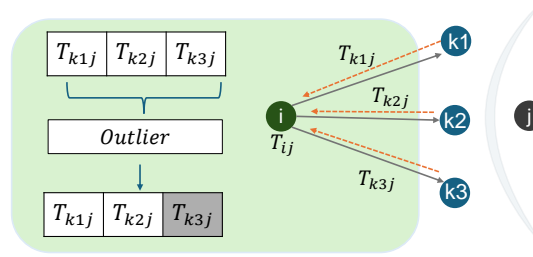 T_{k1j} T_{k2j} T_{k3j}
Outlier
T_{k1j} T_{k2j} T_{k3j}
T_{k1j}
k1
T_{k2j}
i
k2
j
T_{ij}
T_{k3j}
k3